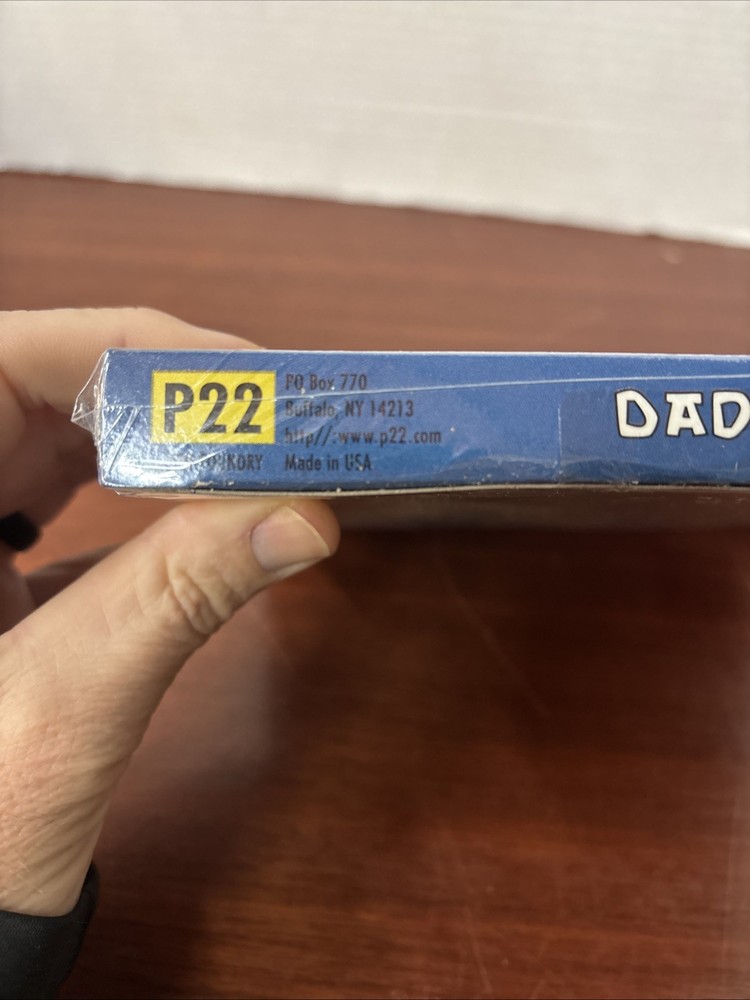 P22
PO Box 770
Buffalo, NY 14213
http//:www.p22.com
Made in USA
DAD